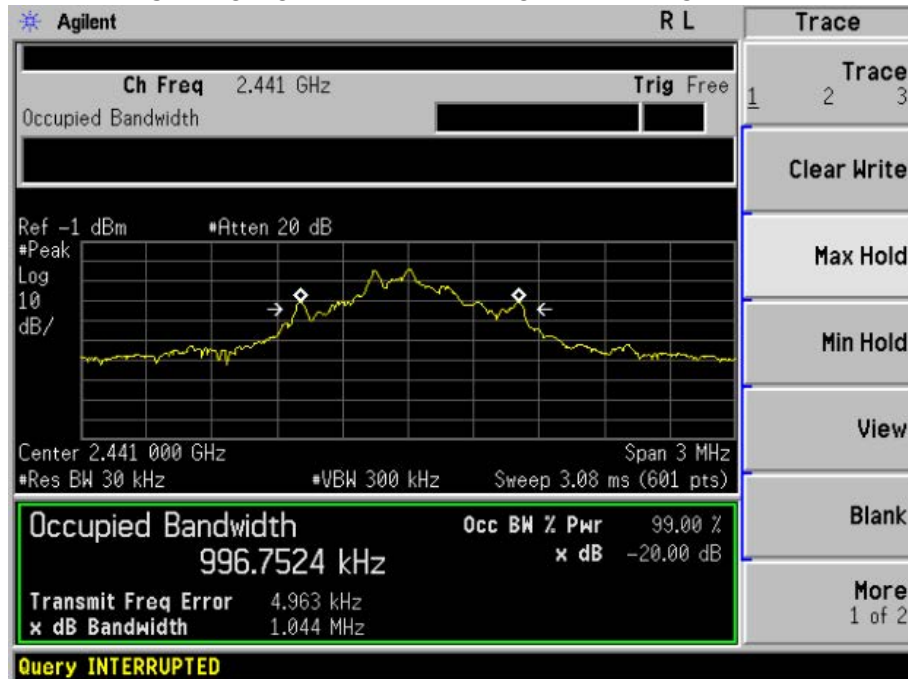 Agilent R L Trace
Ch Freq 2.441 GHz Trig Free
Occupied Bandwidth
Trace
1 2 3
Clear Write
Max Hold
Min Hold
View
Blank
More
1 of 2
Ref -1 dBm #Atten 20 dB
#Peak
Log
10
dB/
Center 2.441 000 GHz Span 3 MHz
#Res BW 30 kHz #VBW 300 kHz Sweep 3.08 ms (601 pts)
Occupied Bandwidth Occ BW % Pwr 99.00 %
996.7524 kHz x dB -20.00 dB
Transmit Freq Error 4.963 kHz
x dB Bandwidth 1.044 MHz
Query INTERRUPTED